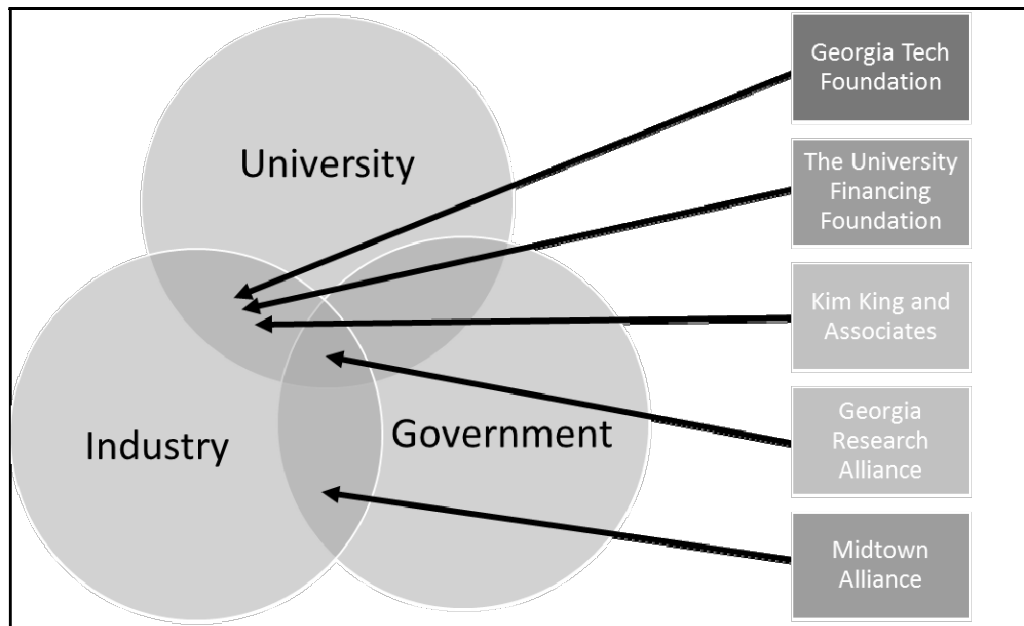 University
Industry
Government
Georgia Tech
Foundation
The University
Financing
Foundation
Kim King and
Associates
Georgia
Research
Alliance
Midtown
Alliance